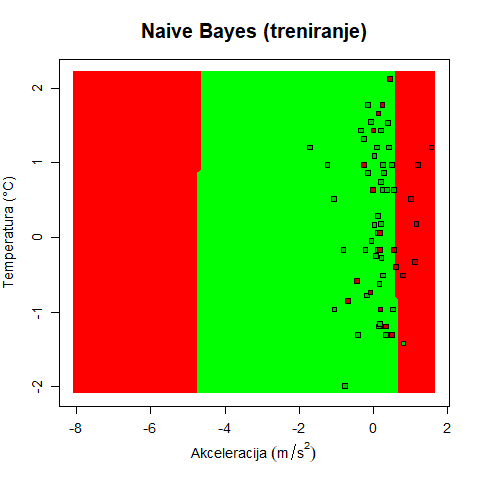 Naive Bayes (treniranje)
Temperatura (°C)
2
1
0
-1
-2
-8 -6 -4 -2 0 2
Akceleracija (m/s²)